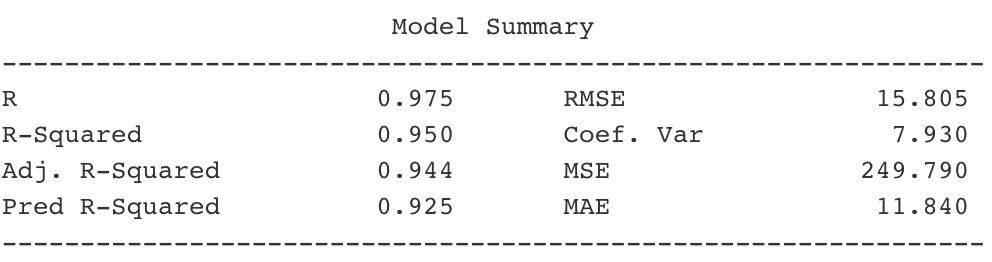 Model Summary
-----------------------------------------------------------------
R                       0.975       RMSE                15.805
R-Squared               0.950       Coef. Var            7.930
Adj. R-Squared          0.944       MSE                249.790
Pred R-Squared          0.925       MAE                 11.840
-----------------------------------------------------------------